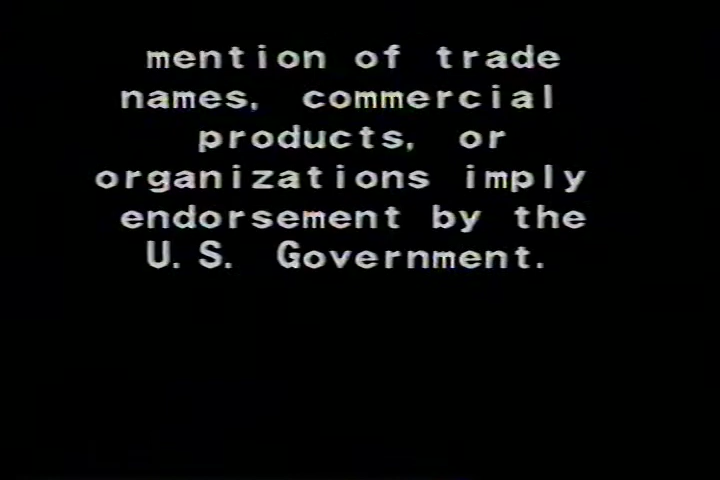 mention of trade
names, commercial
products, or
organizations imply
endorsement by the
U.S. Government.